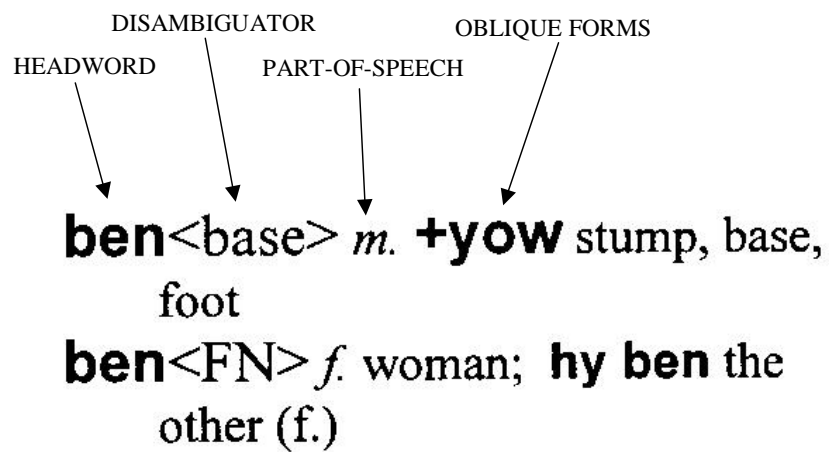 DISAMBIGUATOR OBLIQUE FORMS
HEADWORD PART-OF-SPEECH
ben<base> m. +yow stump, base,
foot
ben<FN> f. woman; hy ben the
other (f.)